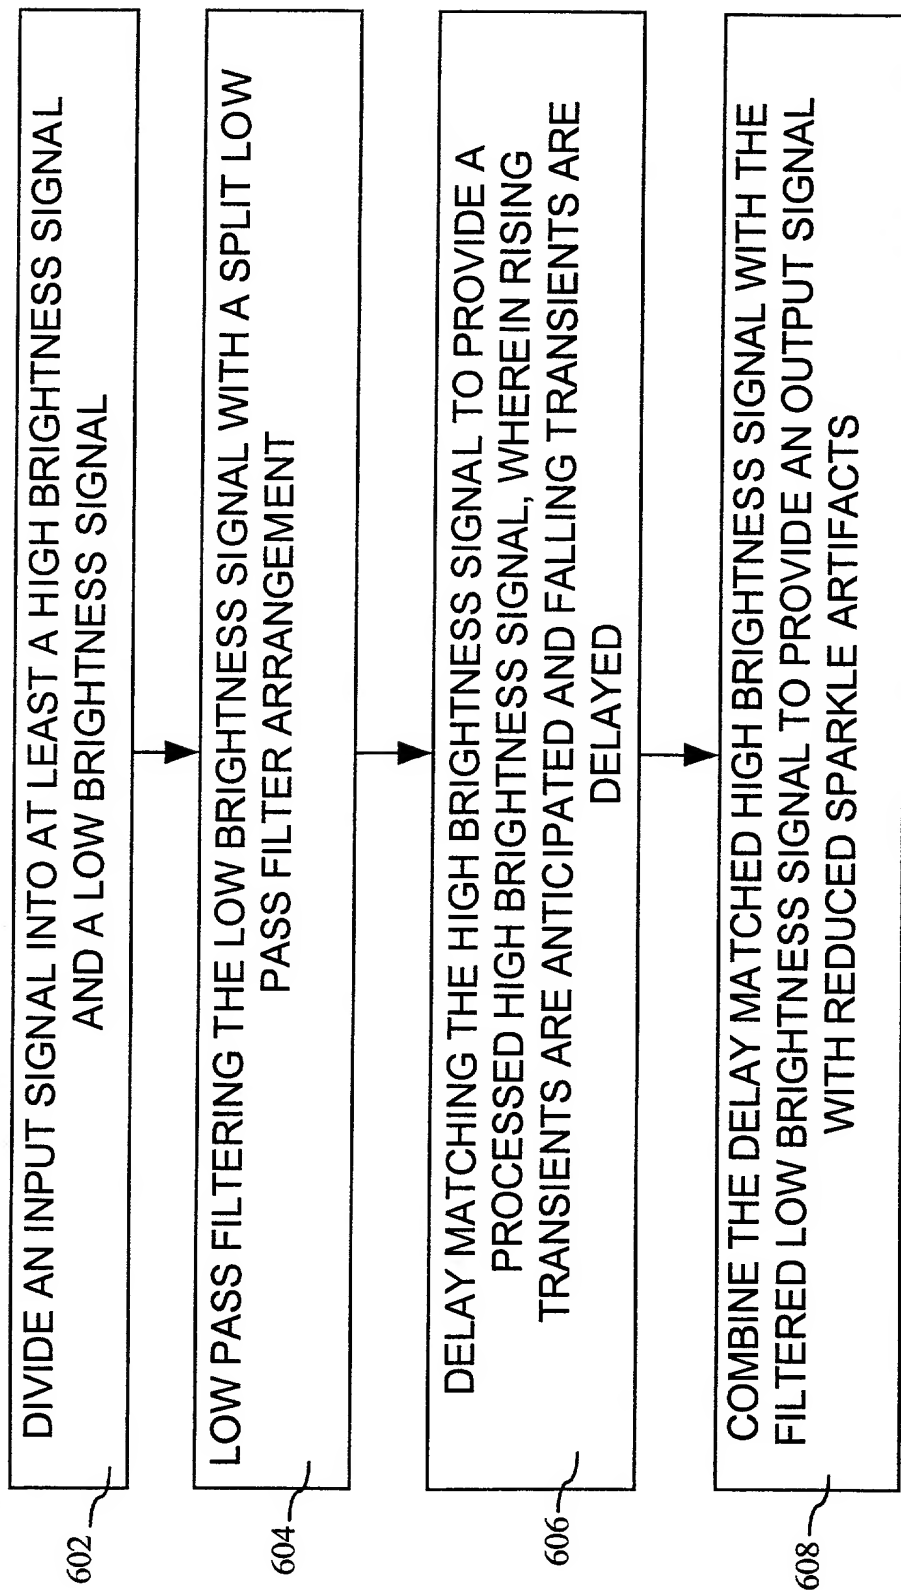 602
DIVIDE AN INPUT SIGNAL INTO AT LEAST A HIGH BRIGHTNESS SIGNAL
AND A LOW BRIGHTNESS SIGNAL
604
LOW PASS FILTERING THE LOW BRIGHTNESS SIGNAL WITH A SPLIT LOW
PASS FILTER ARRANGEMENT
606
DELAY MATCHING THE HIGH BRIGHTNESS SIGNAL TO PROVIDE A
PROCESSED HIGH BRIGHTNESS SIGNAL, WHEREIN RISING
TRANSIENTS ARE ANTICIPATED AND FALLING TRANSIENTS ARE
DELAYED
608
COMBINE THE DELAY MATCHED HIGH BRIGHTNESS SIGNAL WITH THE
FILTERED LOW BRIGHTNESS SIGNAL TO PROVIDE AN OUTPUT SIGNAL
WITH REDUCED SPARKLE ARTIFACTS